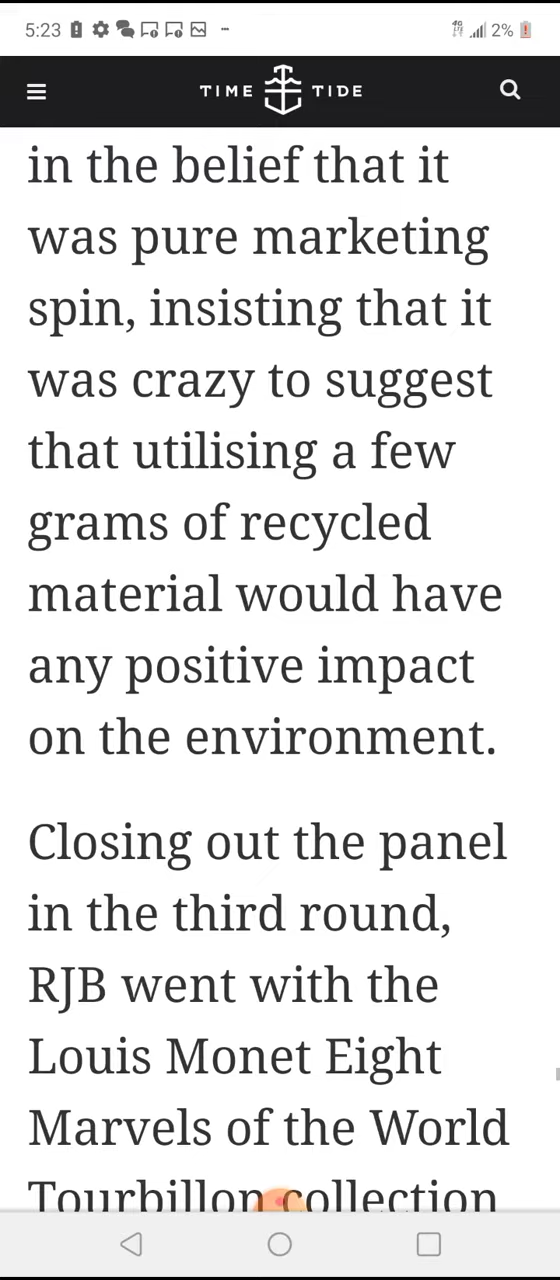 5:23 2%
TIME TIDE
in the belief that it
was pure marketing
spin, insisting that it
was crazy to suggest
that utilising a few
grams of recycled
material would have
any positive impact
on the environment.
Closing out the panel
in the third round,
RJB went with the
Louis Monet Eight
Marvels of the World
Tourbillon collection